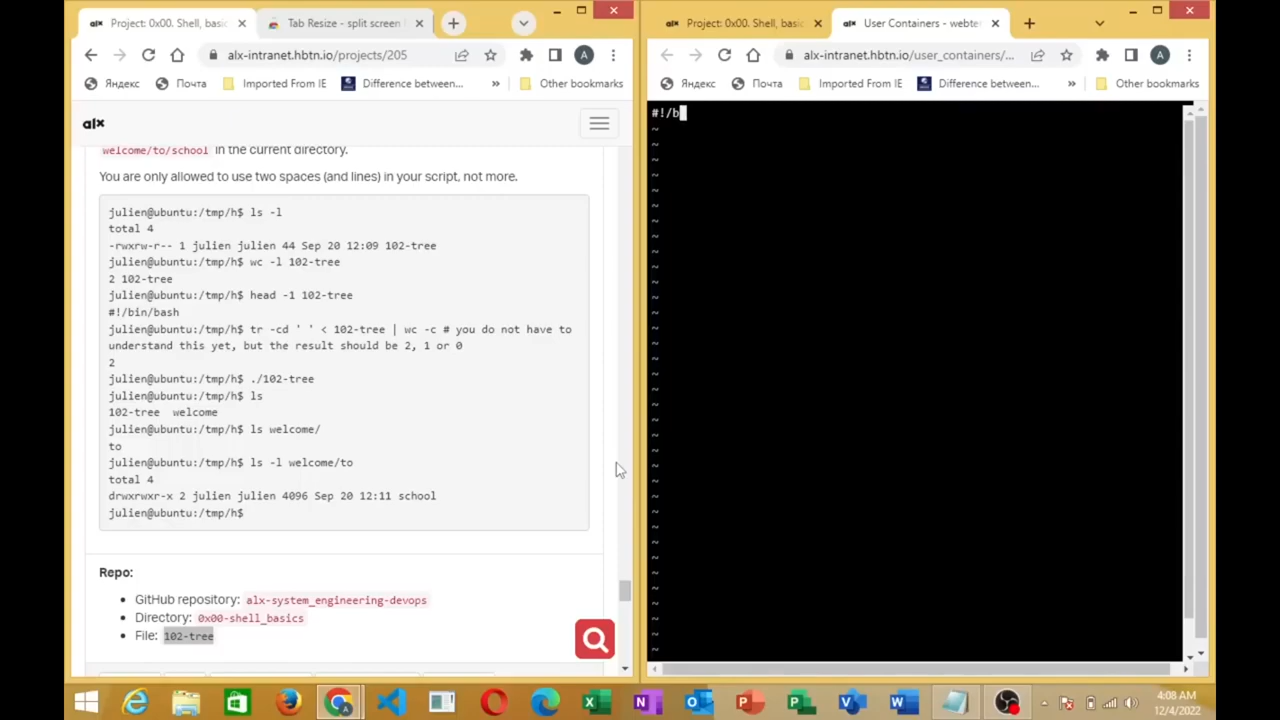 Project: 0x00. Shell, basic
Tab Resize - split screen
alx-intranet.hbtn.io/projects/205
A
Яндекс
Почта
Imported From IE
Difference between...
»
Other bookmarks
alx
welcome/to/school in the current directory.
You are only allowed to use two spaces (and lines) in your script, not more.
julien@ubuntu:/tmp/h$ ls -l
total 4
-rwxrw-r-- 1 julien julien 44 Sep 20 12:09 102-tree
julien@ubuntu:/tmp/h$ wc -l 102-tree
2 102-tree
julien@ubuntu:/tmp/h$ head -1 102-tree
#!/bin/bash
julien@ubuntu:/tmp/h$ tr -cd ' ' < 102-tree | wc -c # you do not have to
understand this yet, but the result should be 2, 1 or 0
2
julien@ubuntu:/tmp/h$ ./102-tree
julien@ubuntu:/tmp/h$ ls
102-tree  welcome
julien@ubuntu:/tmp/h$ ls welcome/
to
julien@ubuntu:/tmp/h$ ls -l welcome/to
total 4
drwxrwxr-x 2 julien julien 4096 Sep 20 12:11 school
julien@ubuntu:/tmp/h$
Repo:
GitHub repository: alx-system_engineering-devops
Directory: 0x00-shell_basics
File: 102-tree
alx Project: 0x00. Shell, basic
alx User Containers - webter
alx-intranet.hbtn.io/user_containers/...
A
Яндекс
Почта
Imported From IE
Difference between...
»
Other bookmarks
#!/b
4:08 AM
12/4/2022